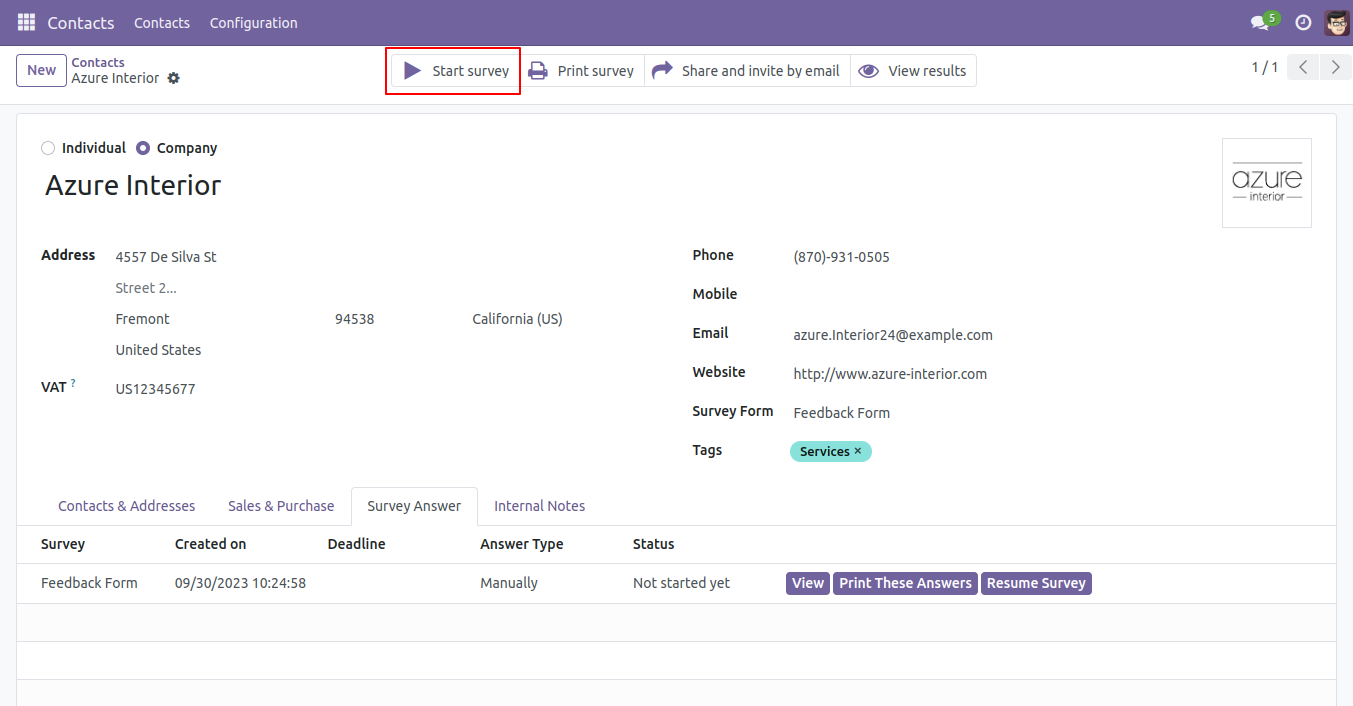 Contacts Contacts Configuration 5
New Contacts
Azure Interior
Start survey Print survey Share and invite by email View results 1 / 1
Individual Company
Azure Interior
azure
interior
Address 4557 De Silva St
Street 2...
Fremont 94538 California (US)
United States
VAT ? US12345677
Phone (870)-931-0505
Mobile
Email azure.Interior24@example.com
Website http://www.azure-interior.com
Survey Form Feedback Form
Tags Services ×
Contacts & Addresses Sales & Purchase Survey Answer Internal Notes
Survey Created on Deadline Answer Type Status
Feedback Form 09/30/2023 10:24:58 Manually Not started yet View Print These Answers Resume Survey